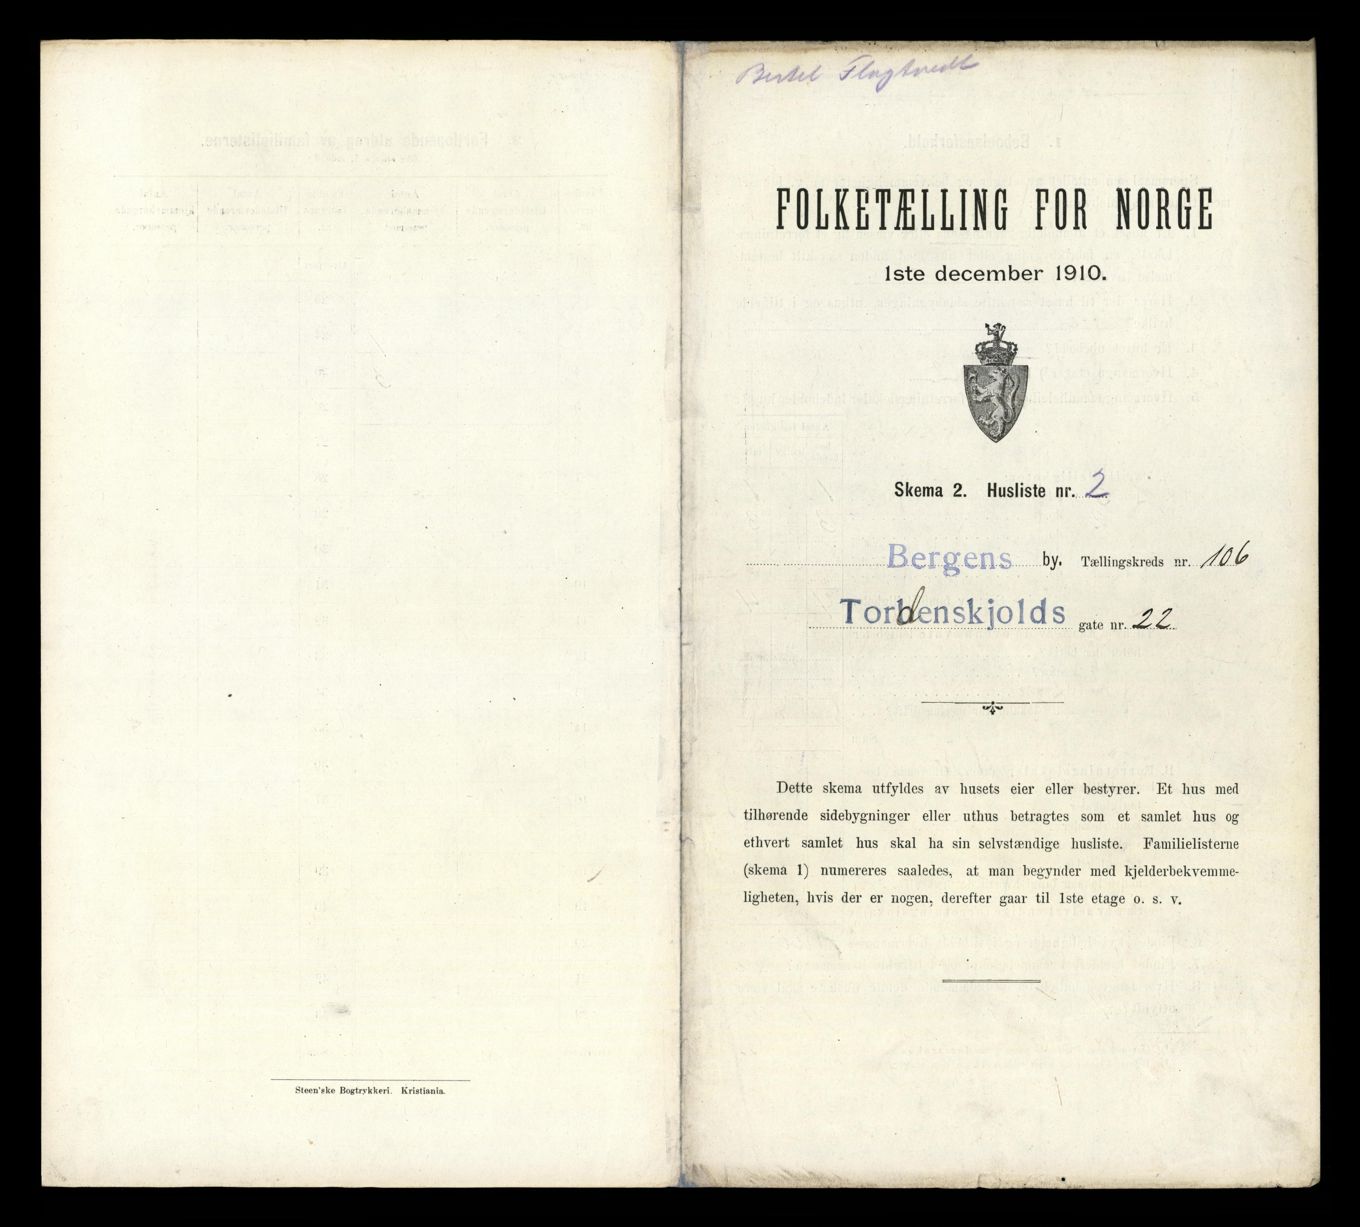 Bertel Flagtvedt
FOLKETÆLLING FOR NORGE
1ste december 1910.
Skema 2. Husliste nr. 2
Bergens by. Tællingskreds nr. 106
Tordenskjolds gate nr. 22
Dette skema utfyldes av husets eier eller bestyrer. Et hus med
tilhørende sidebygninger eller uthus betragtes som et samlet hus og
ethvert samlet hus skal ha sin selvstændige husliste. Familielisterne
(skema 1) numereres saaledes, at man begynder med kjelderbekvemme-
ligheten, hvis der er nogen, derefter gaar til 1ste etage o. s. v.
Steen'ske Bogtrykkeri. Kristiania.